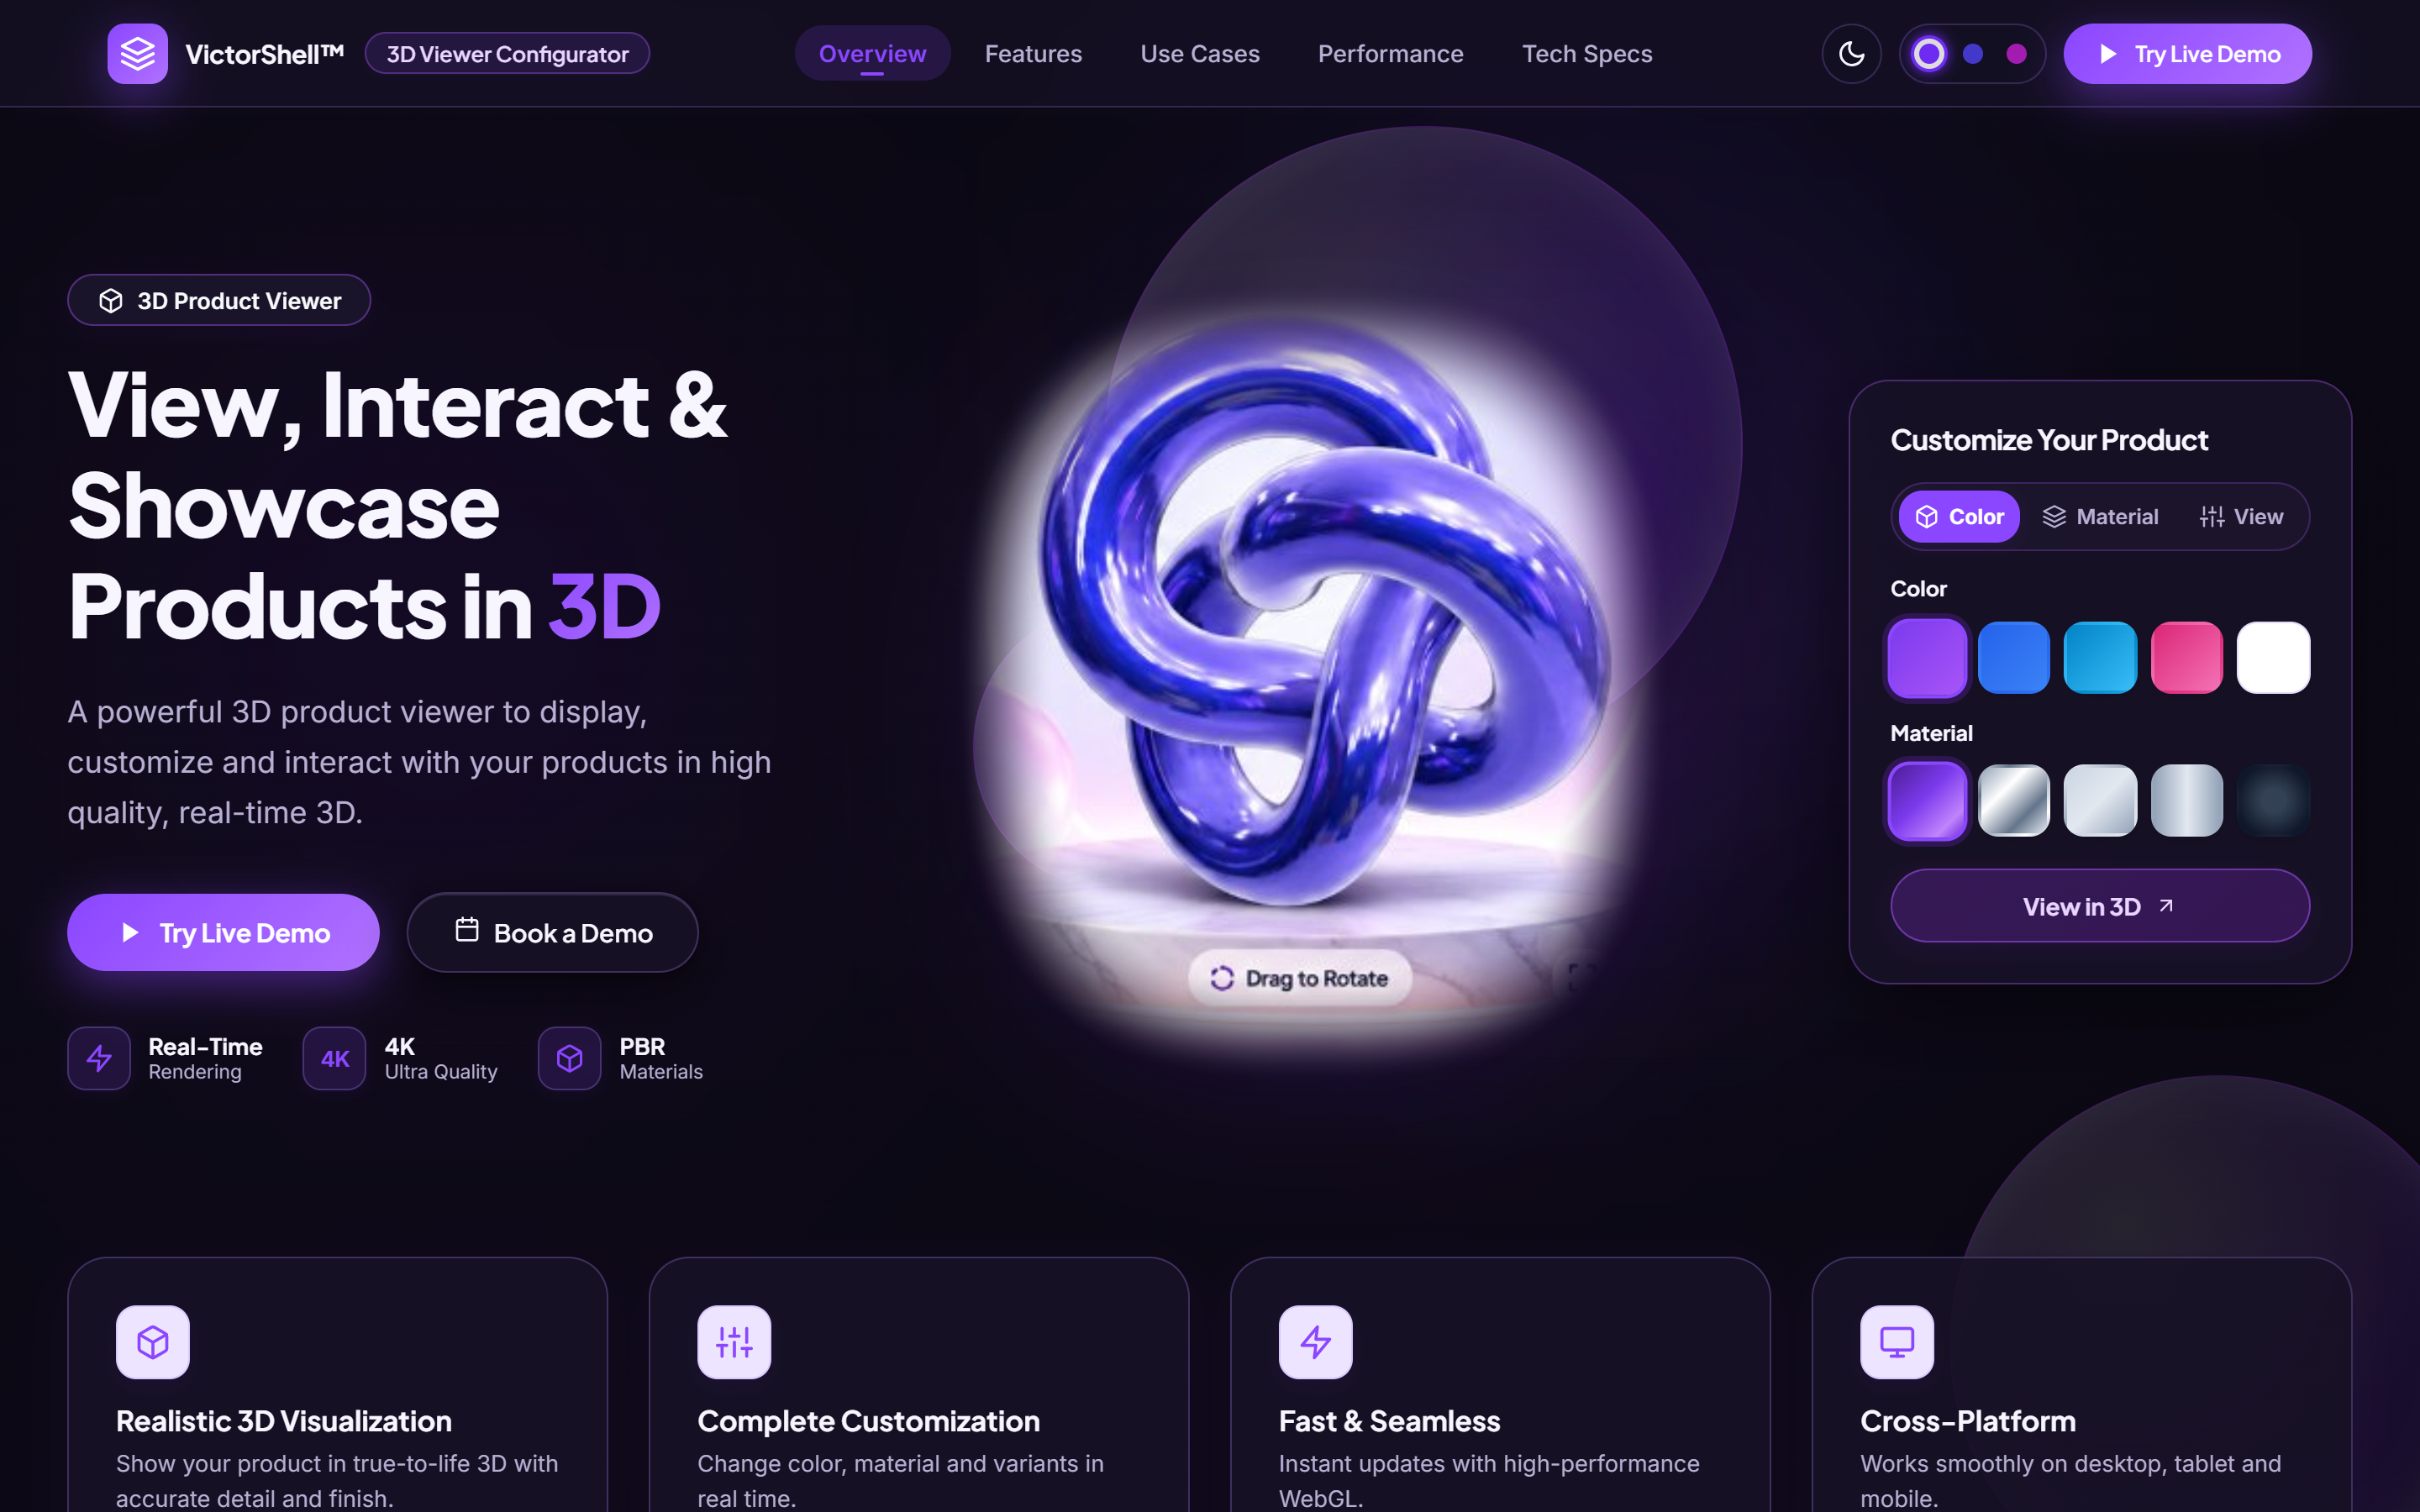 VictorShell™
3D Viewer Configurator
Overview
Features
Use Cases
Performance
Tech Specs
Try Live Demo
3D Product Viewer
View, Interact &
Showcase
Products in 3D
A powerful 3D product viewer to display,
customize and interact with your products in high
quality, real-time 3D.
Try Live Demo
Book a Demo
Real-Time
Rendering
4K
4K
Ultra Quality
PBR
Materials
Drag to Rotate
Customize Your Product
Color
Material
View
Color
Material
View in 3D
Realistic 3D Visualization
Show your product in true-to-life 3D with
accurate detail and finish.
Complete Customization
Change color, material and variants in
real time.
Fast & Seamless
Instant updates with high-performance
WebGL.
Cross-Platform
Works smoothly on desktop, tablet and
mobile.